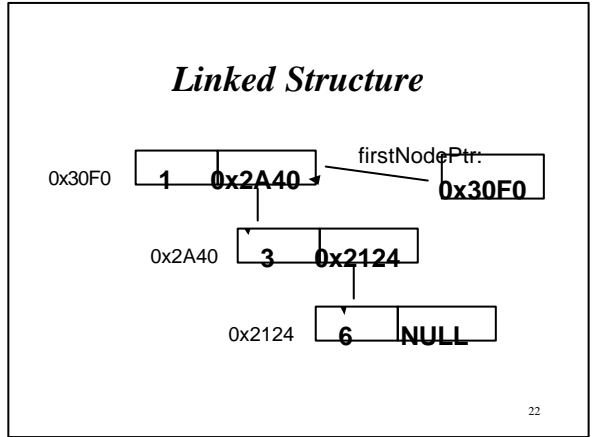 Linked Structure
firstNodePtr:
0x30F0 1 0x2A40 0x30F0
0x2A40 3 0x2124
0x2124 6 NULL
22